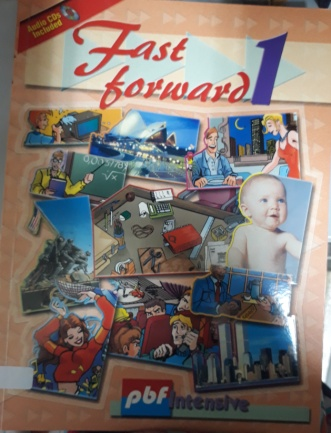 Audio CDs
Included
Fast
forward 1
pbf intensive